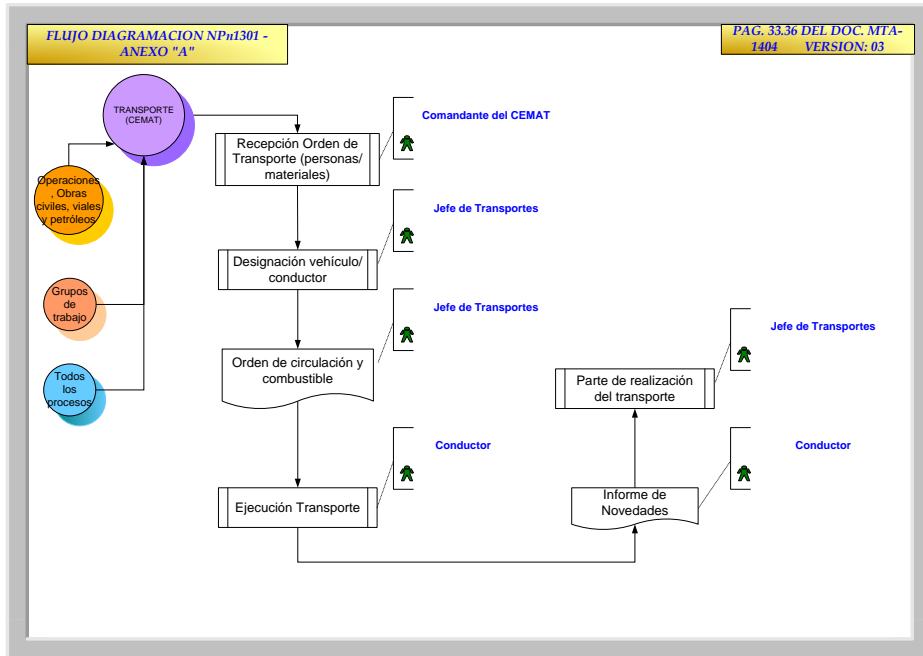 FLUJO DIAGRAMACION NPn1301 -
ANEXO "A"
PAG. 33.36 DEL DOC. MTA-
1404 VERSION: 03
TRANSPORTE
(CEMAT)
Operaciones
, Obras
civiles, viales
y petróleos
Grupos
de
trabajo
Todos
los
procesos
Recepción Orden de
Transporte (personas/
materiales)
Comandante del CEMAT
Designación vehículo/
conductor
Jefe de Transportes
Orden de circulación y
combustible
Jefe de Transportes
Ejecución Transporte
Conductor
Informe de
Novedades
Conductor
Parte de realización
del transporte
Jefe de Transportes